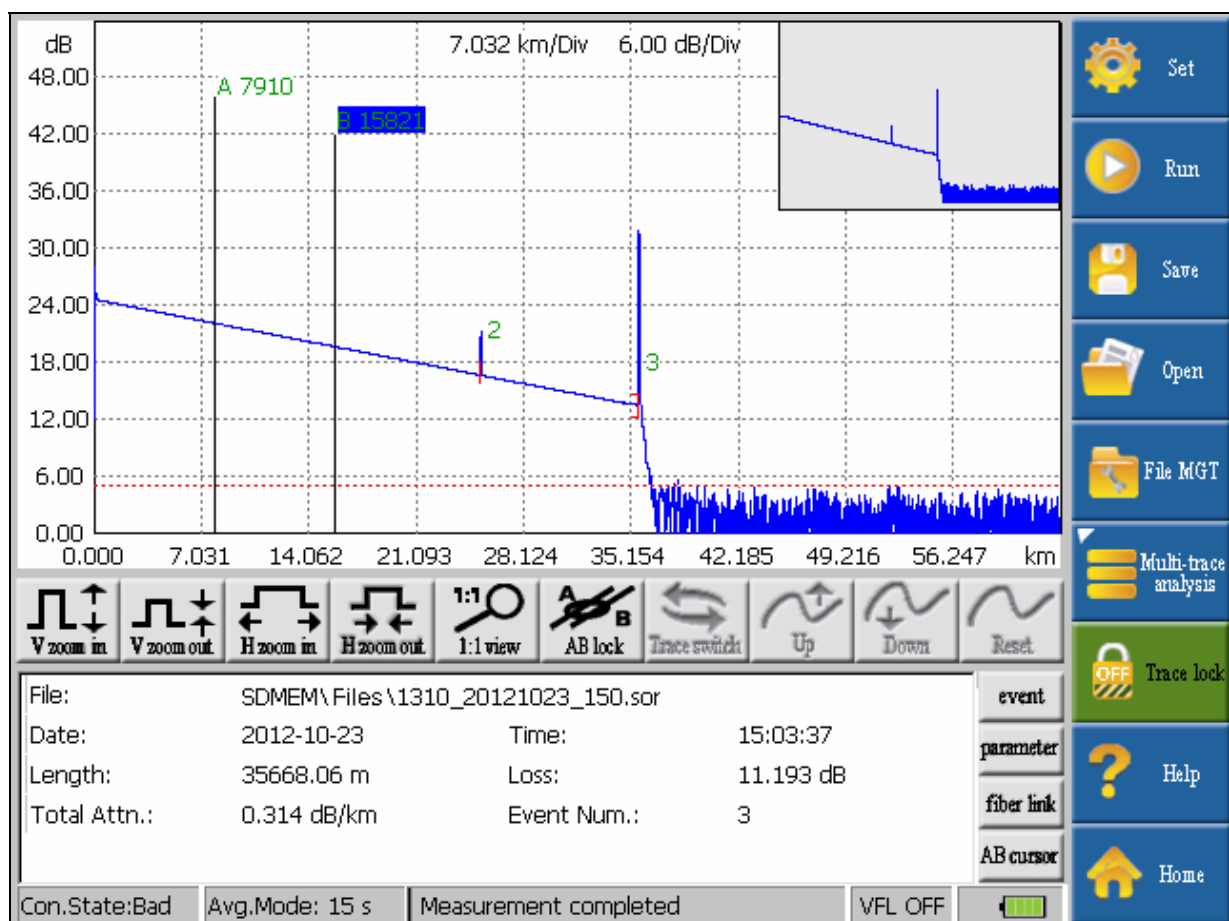 dB 7.032 km/Div 6.00 dB/Div
48.00
A 7910
B 15821
42.00
36.00
30.00
24.00
2
18.00
3
12.00
6.00
0.00
0.000 7.031 14.062 21.093 28.124 35.154 42.185 49.216 56.247 km
Set
Run
Save
Open
File MGT
Multi-trace
analysis
Trace lock
OFF
Help
Home
V zoom in V zoom out H zoom in H zoom out 1:1 1:1 view A B AB lock Trace switch Up Down Reset
File: SDMEM\Files\1310_20121023_150.sor
Date: 2012-10-23 Time: 15:03:37
Length: 35668.06 m Loss: 11.193 dB
Total Attn.: 0.314 dB/km Event Num.: 3
event
parameter
fiber link
AB cursor
Con.State:Bad Avg.Mode: 15 s Measurement completed VFL OFF